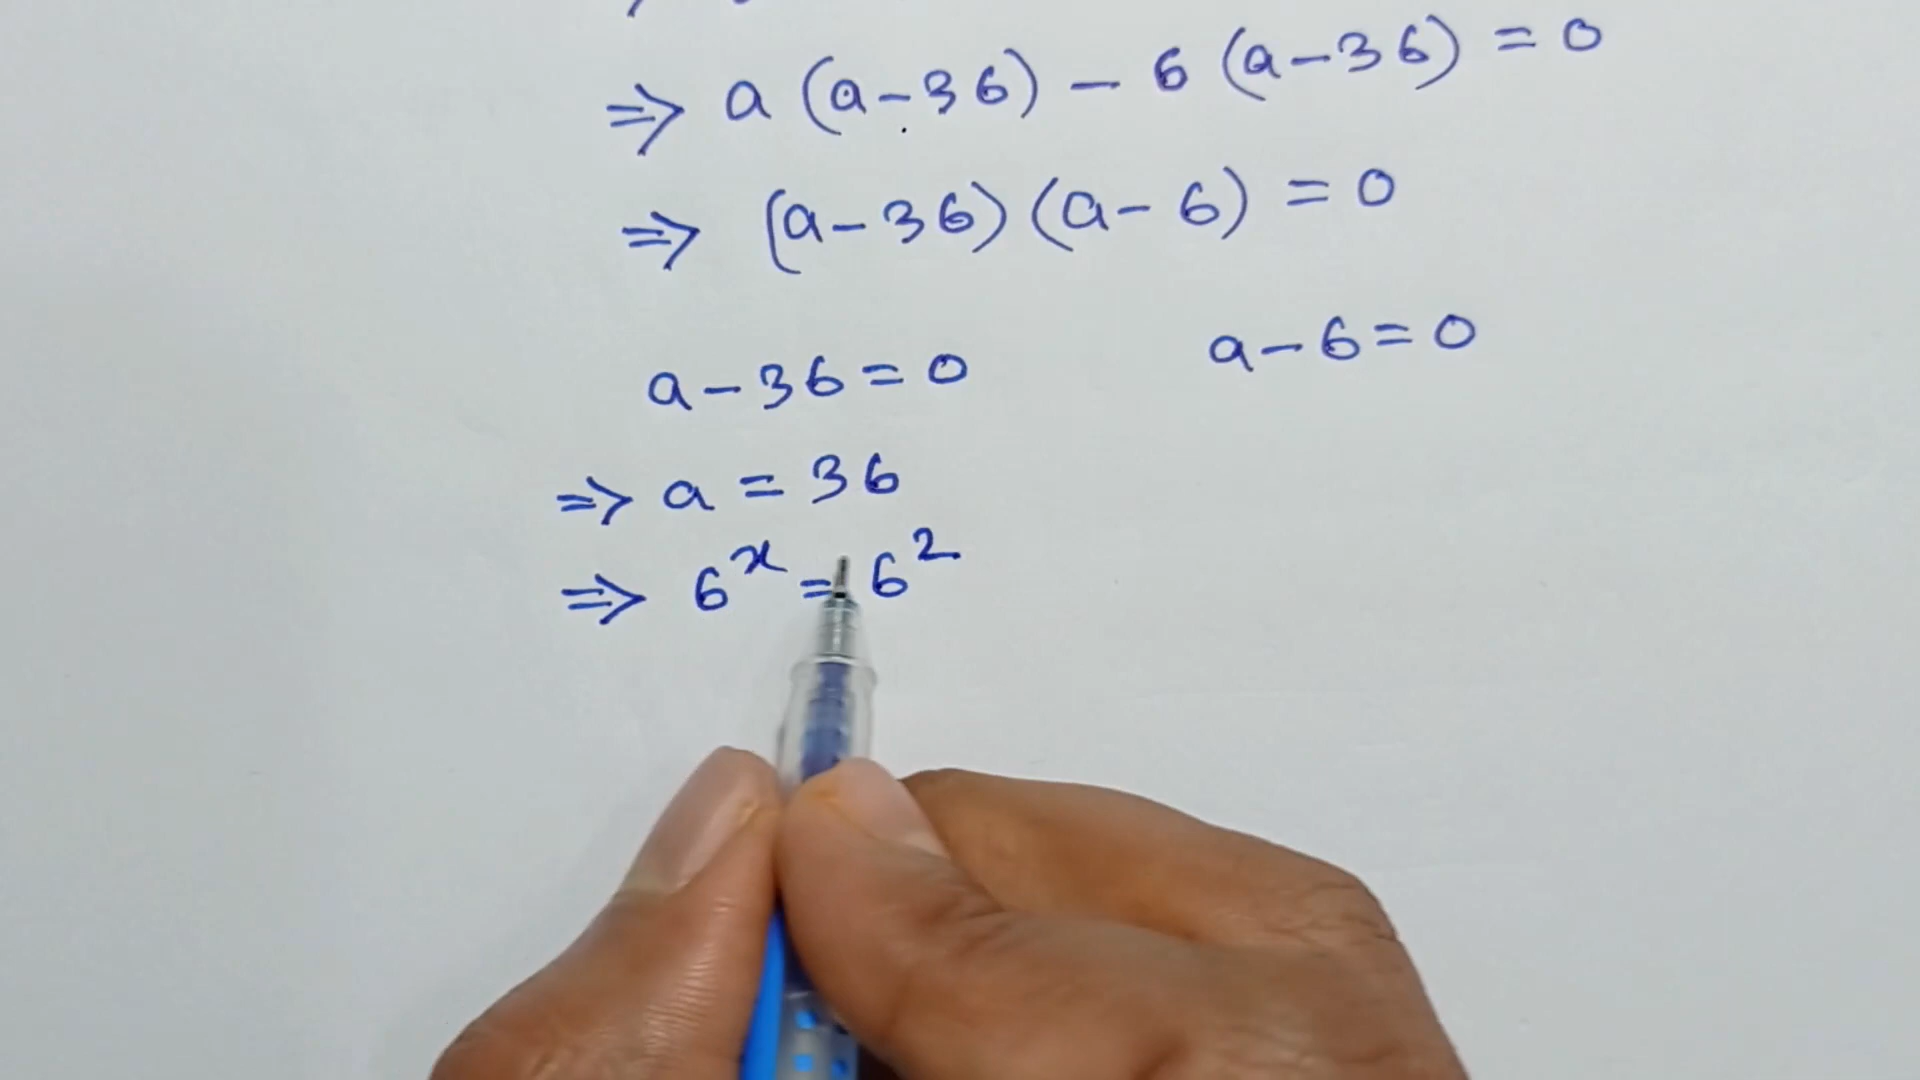 ⇒ a (a-36) - 6 (a-36) = 0
⇒ (a-36)(a-6) = 0
a-36=0 a-6=0
⇒ a = 36
⇒ 6^x = 6^2